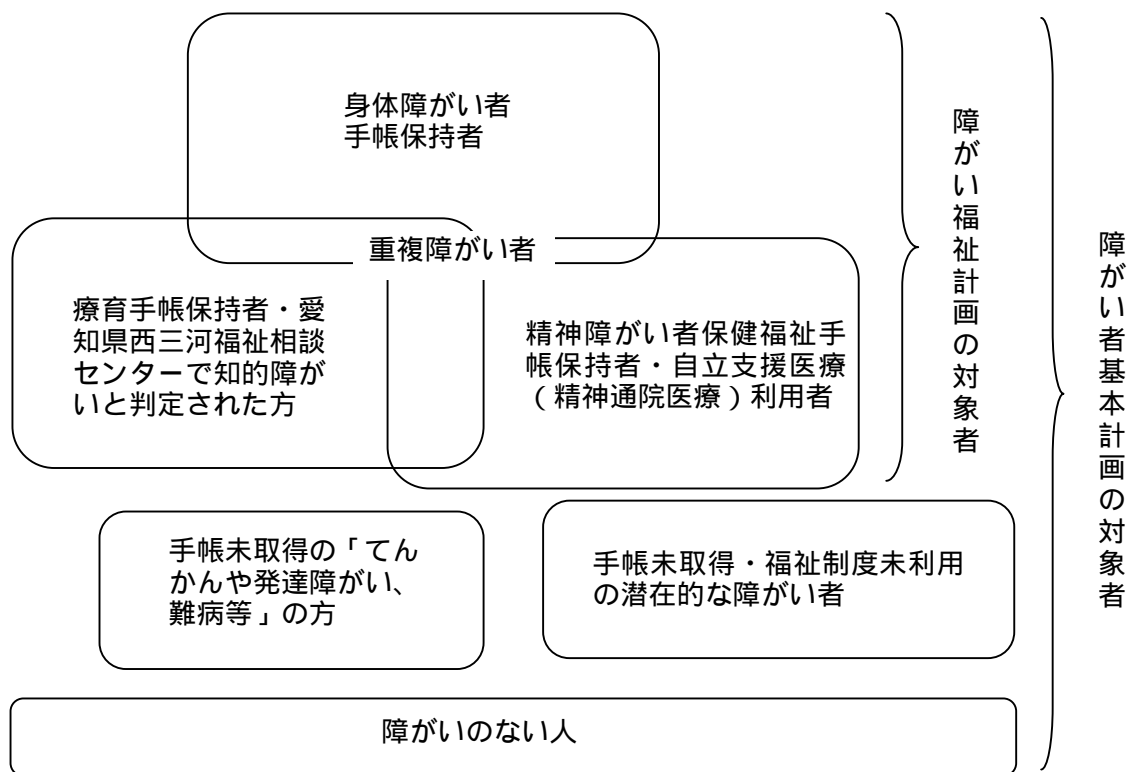 身体障がい者
手帳保持者
重複障がい者
療育手帳保持者・愛
知県西三河福祉相談
センターで知的障が
いと判定された方
精神障がい者保健福祉手
帳保持者・自立支援医療
(精神通院医療)利用者
障がい福祉計画の対象者
障がい者基本計画の対象者
手帳未取得の「てん
かんや発達障がい、
難病等」の方
手帳未取得・福祉制度未利用
の潜在的な障がい者
障がいのない人